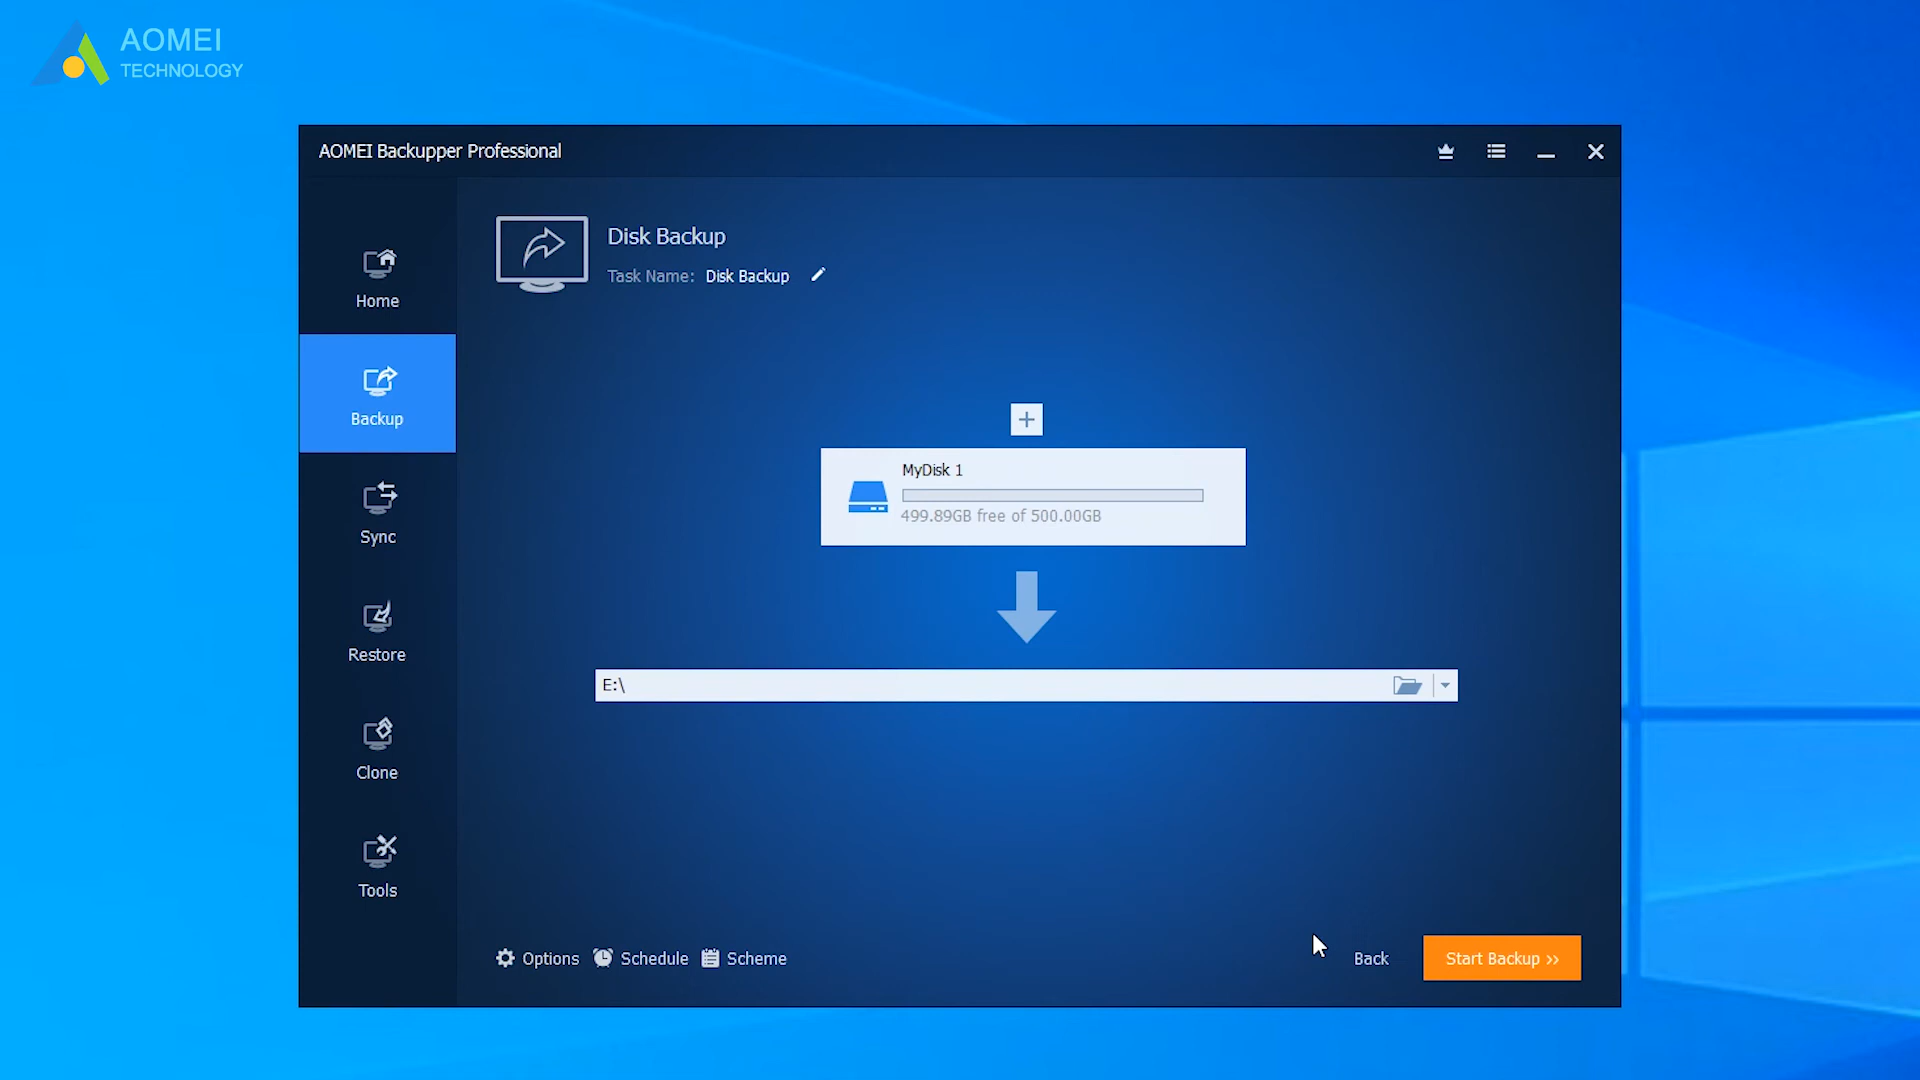 AOMEI
TECHNOLOGY
AOMEI Backupper Professional
Disk Backup
Task Name: Disk Backup
Home
Backup
Sync
Restore
Clone
Tools
MyDisk 1
499.89GB free of 500.00GB
E:\
Options Schedule Scheme
Back
Start Backup >>